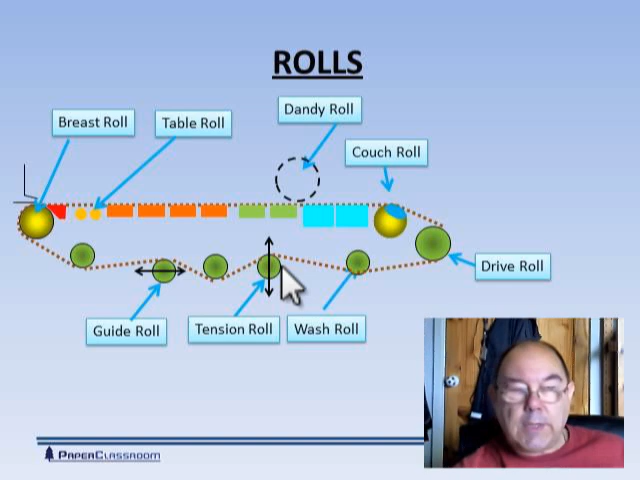 ROLLS
Dandy Roll
Breast Roll
Table Roll
Couch Roll
Drive Roll
Guide Roll
Tension Roll
Wash Roll
PAPERCLASSROOM